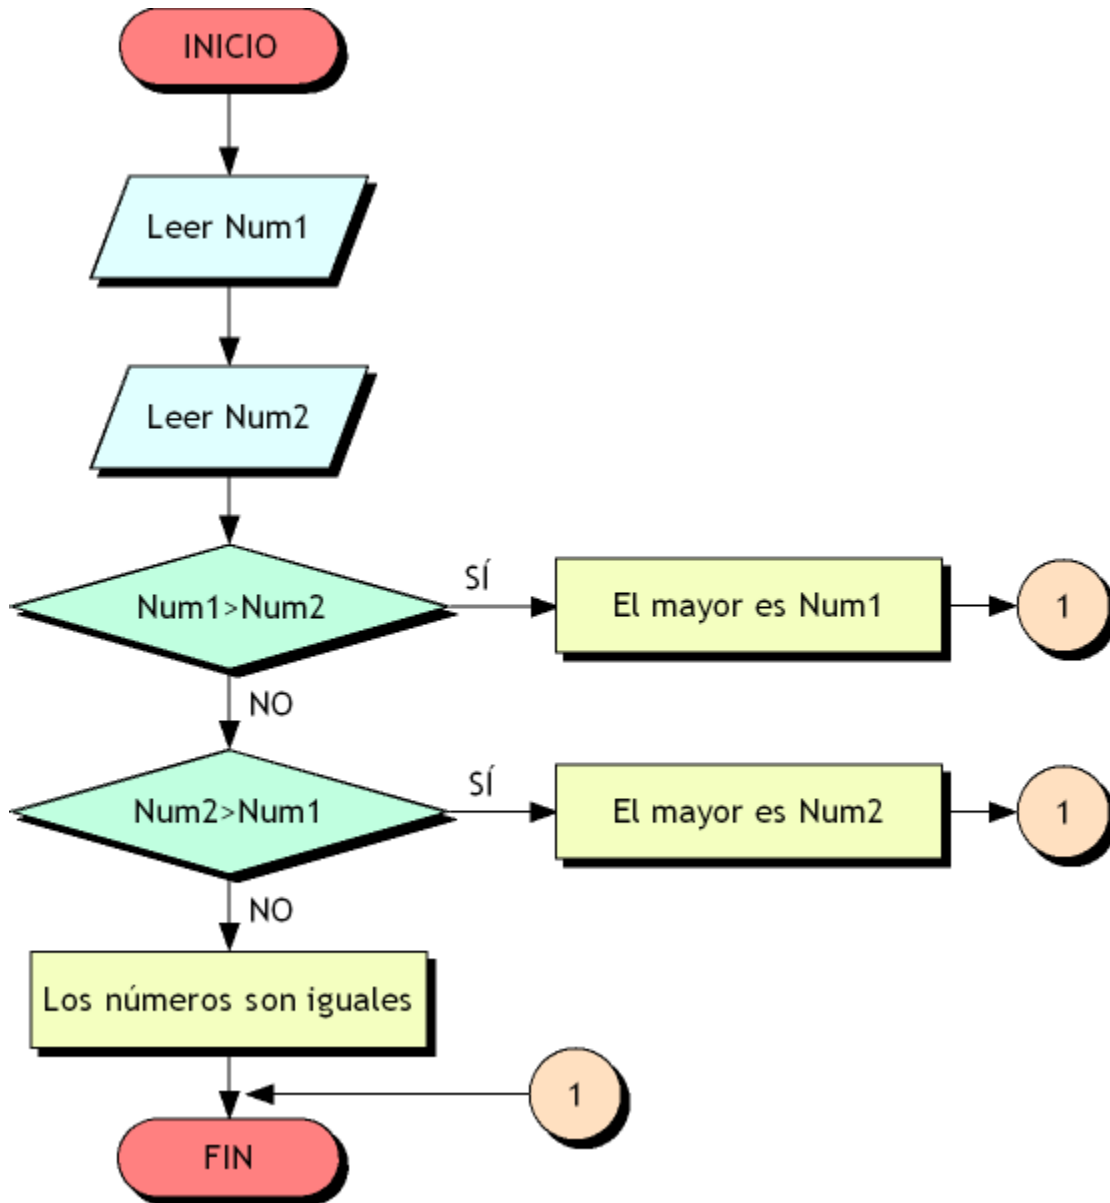 INICIO
Leer Num1
Leer Num2
Num1>Num2
SÍ
El mayor es Num1
1
NO
Num2>Num1
SÍ
El mayor es Num2
1
NO
Los números son iguales
1
FIN